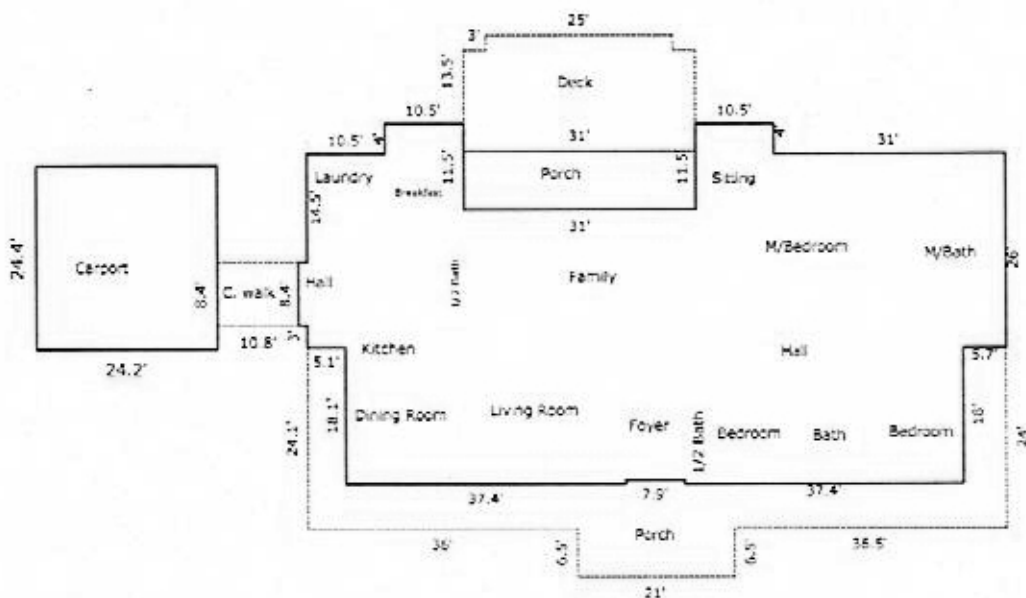 25'
3'
13.5'
Deck
10.5'
10.5'
10.5'
4'
31'
4'
31'
Laundry
Breakfast
11.5'
Porch
11.5
Sitting
14.5'
31'
24.4'
Carport
8.4'
C. walk
8.4'
Hall
1/2 Bath
Family
M/Bedroom
M/Bath
26'
10.8'
3'
Kitchen
Hall
24.2'
5.1'
5.7'
24.1'
18.1'
Dining Room
Living Room
Foyer
1/2 Bath
Bedroom
Bath
Bedroom
18'
24'
37.4'
7.9'
37.4'
36'
6.5'
Porch
6.5'
36.5'
21'